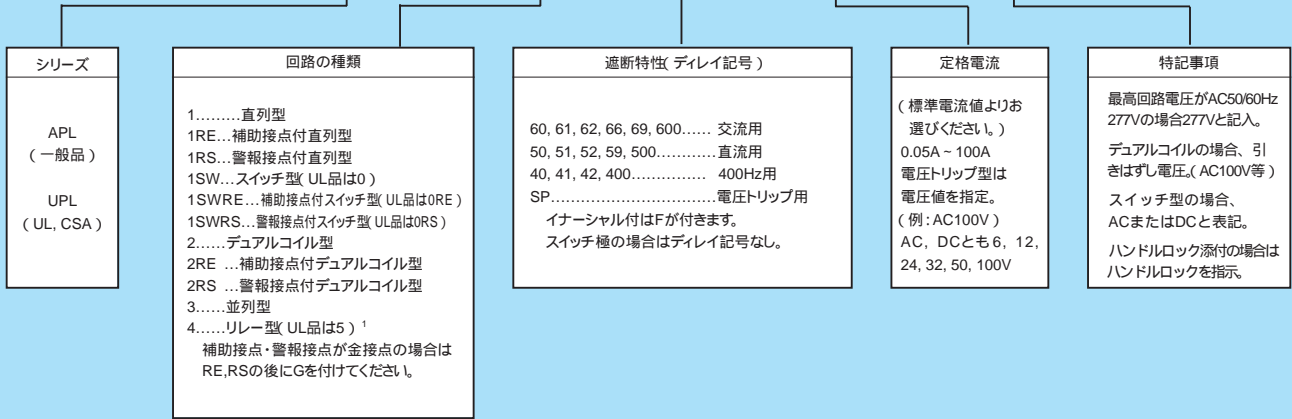 シリーズ
APL
(一般品)
UPL
(UL, CSA)
回路の種類
1.........直列型
1RE...補助接点付直列型
1RS...警報接点付直列型
1SW...スイッチ型(UL品は0)
1SWRE...補助接点付スイッチ型(UL品は0RE)
1SWRS...警報接点付スイッチ型(UL品は0RS)
2......デュアルコイル型
2RE ...補助接点付デュアルコイル型
2RS ...警報接点付デュアルコイル型
3......並列型
4......リレー型(UL品は5) 1
補助接点・警報接点が金接点の場合は
RE,RSの後にGを付けてください。
遮断特性(ディレイ記号)
60, 61, 62, 66, 69, 600...... 交流用
50, 51, 52, 59, 500............直流用
40, 41, 42, 400............... 400Hz用
SP..................................電圧トリップ用
イナーシャル付はFが付きます。
スイッチ極の場合はディレイ記号なし。
定格電流
(標準電流値よりお
選びください。)
0.05A~100A
電圧トリップ型は
電圧値を指定。
(例:AC100V)
AC, DCとも6, 12,
24, 32, 50, 100V
特記事項
最高回路電圧がAC50/60Hz
277Vの場合277Vと記入。
デュアルコイルの場合、引
きはずし電圧。(AC100V等)
スイッチ型の場合、
ACまたはDCと表記。
ハンドルロック添付の場合は
ハンドルロックを指示。